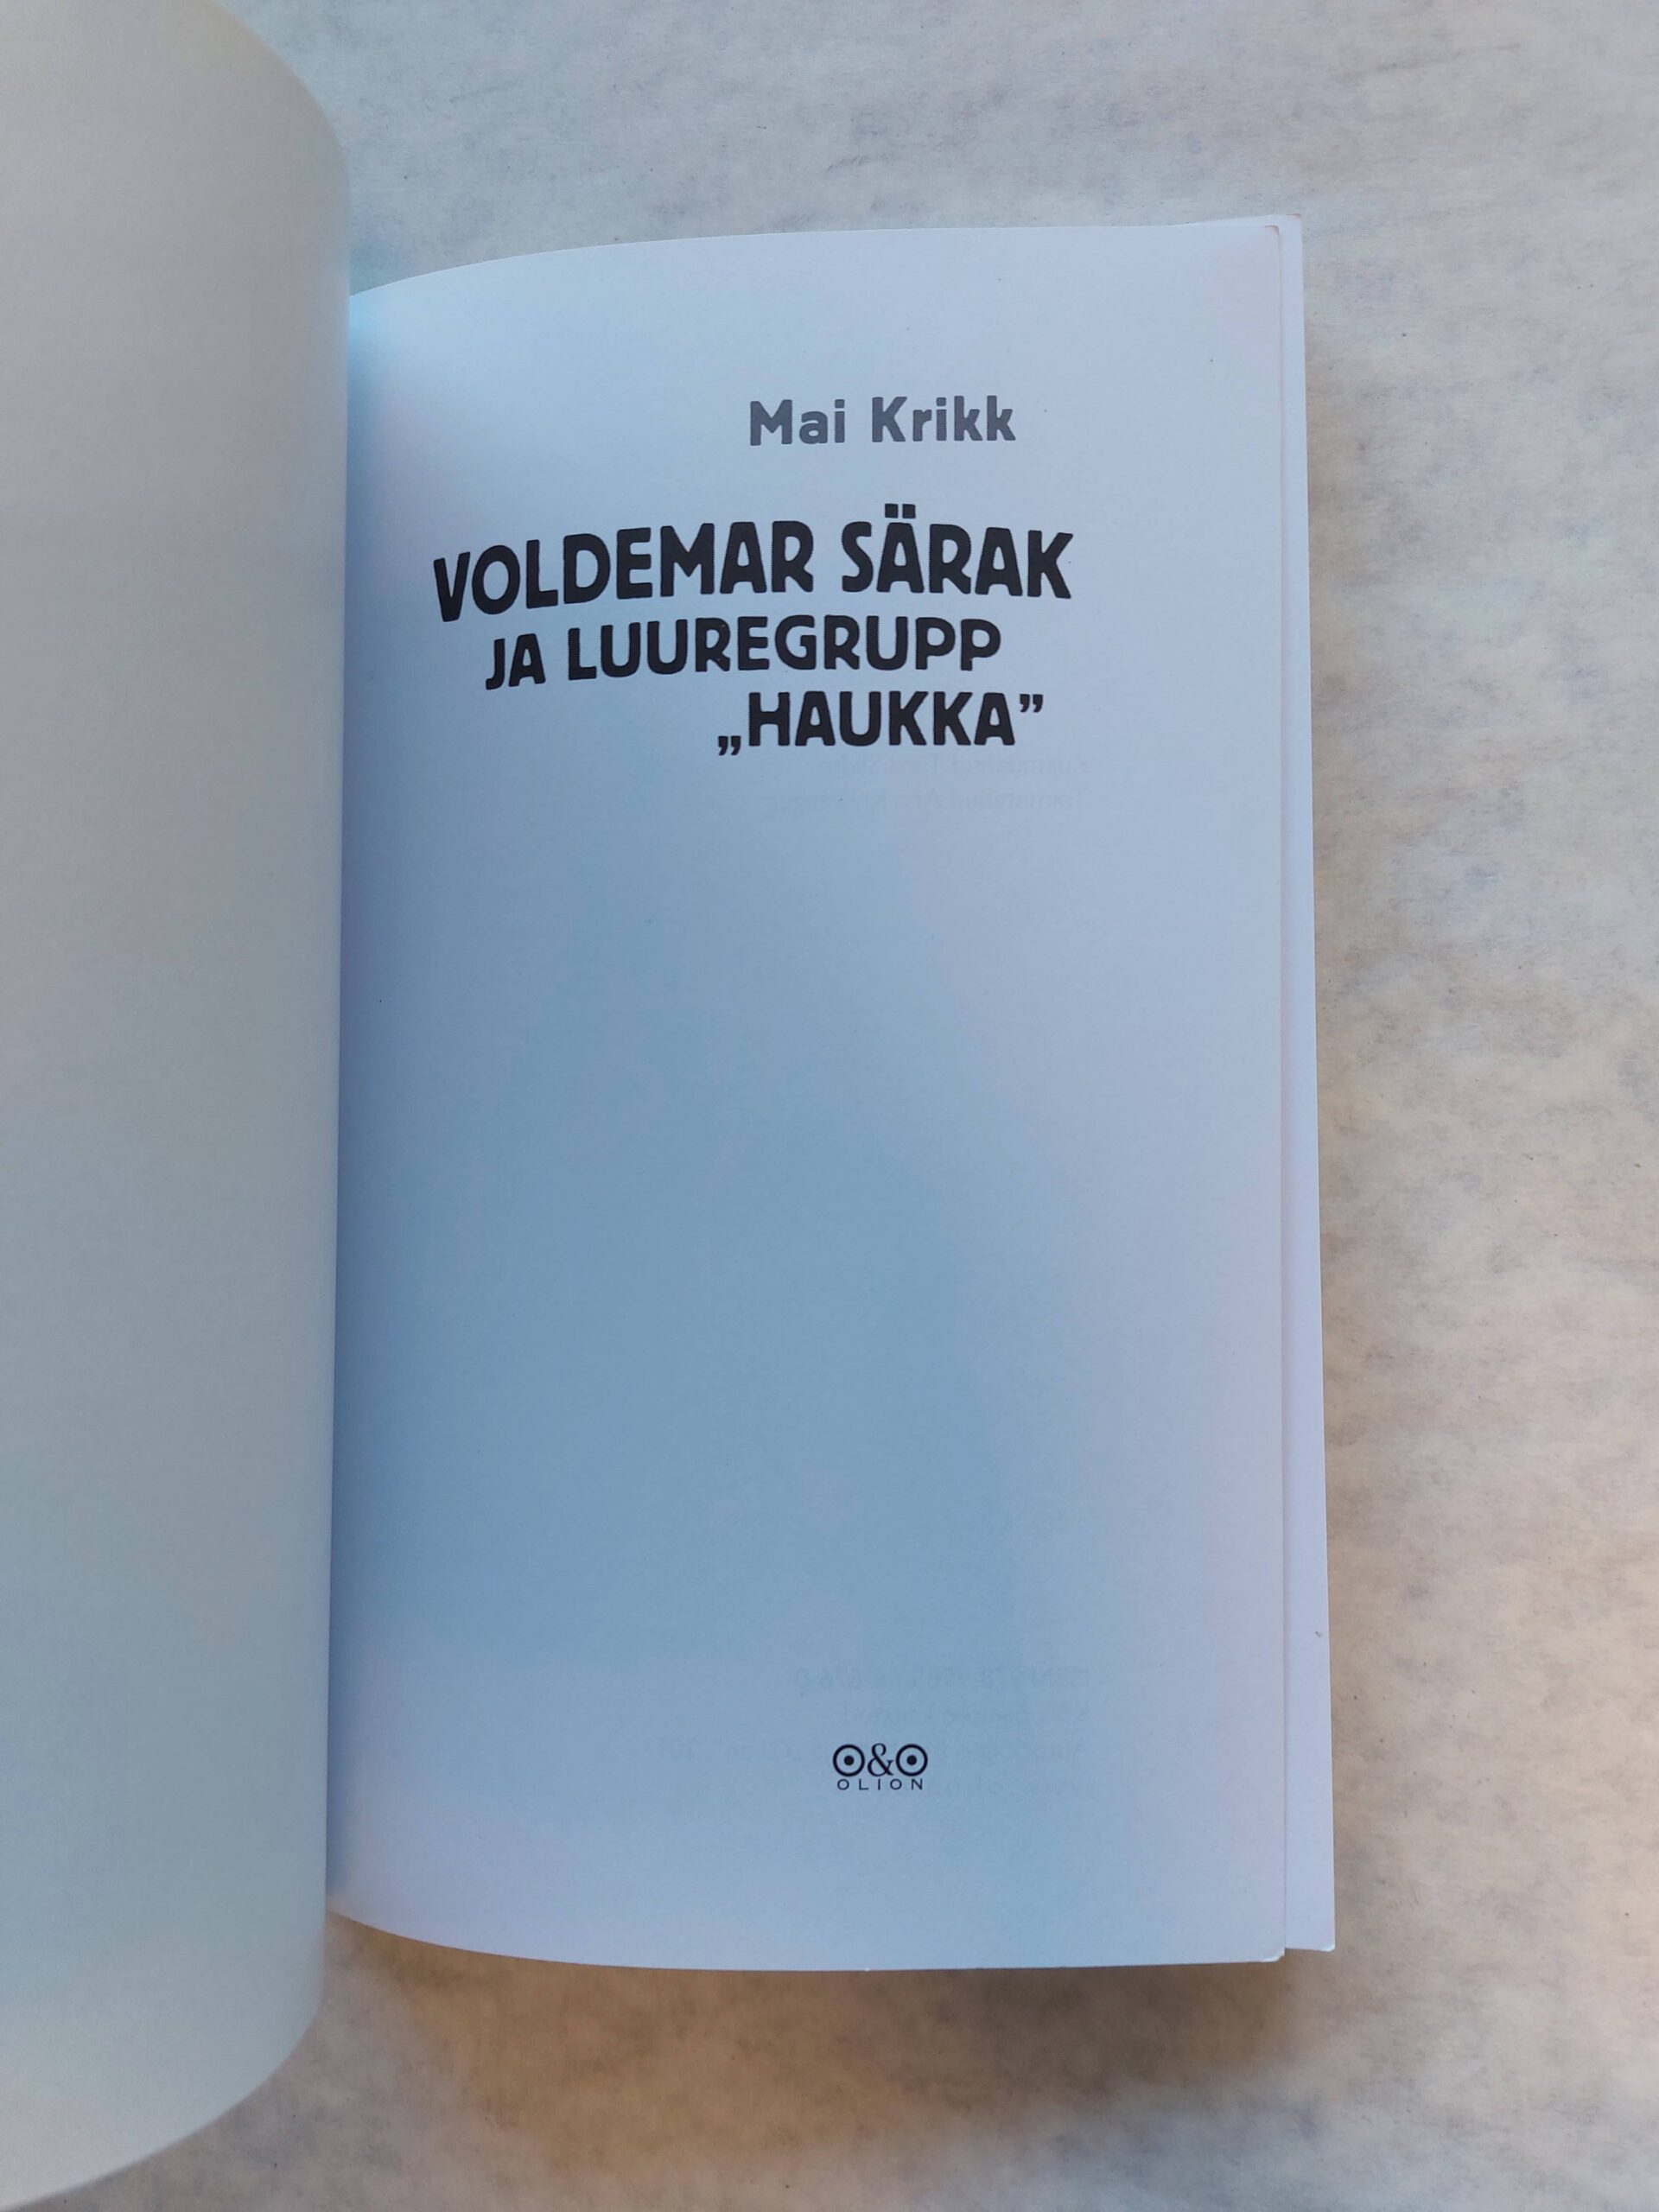 Mai Krikk
VOLDEMAR SÄRAK
JA LUUREGRUPP
„HAUKKA”
O&O
OLION